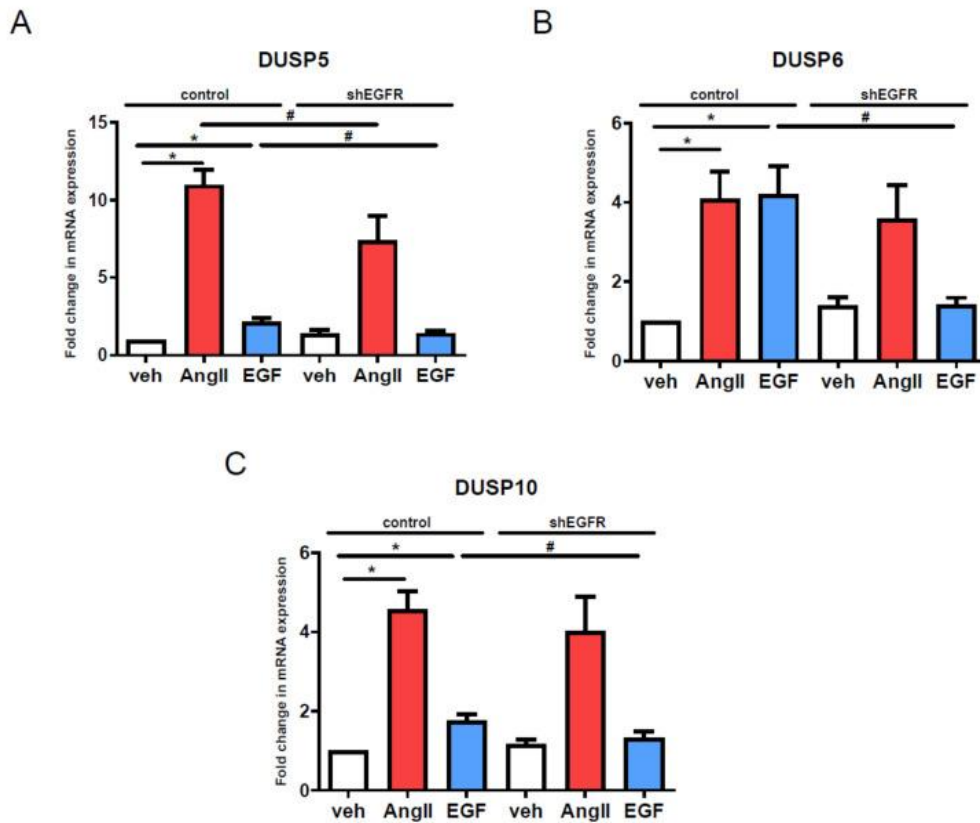 A
DUSP5
control shEGFR
#
* #
*
Fold change in mRNA expression
15
10
5
0
veh AngII EGF veh AngII EGF
B
DUSP6
control shEGFR
* #
*
Fold change in mRNA expression
6
4
2
0
veh AngII EGF veh AngII EGF
C
DUSP10
control shEGFR
* #
*
Fold change in mRNA expression
6
4
2
0
veh AngII EGF veh AngII EGF